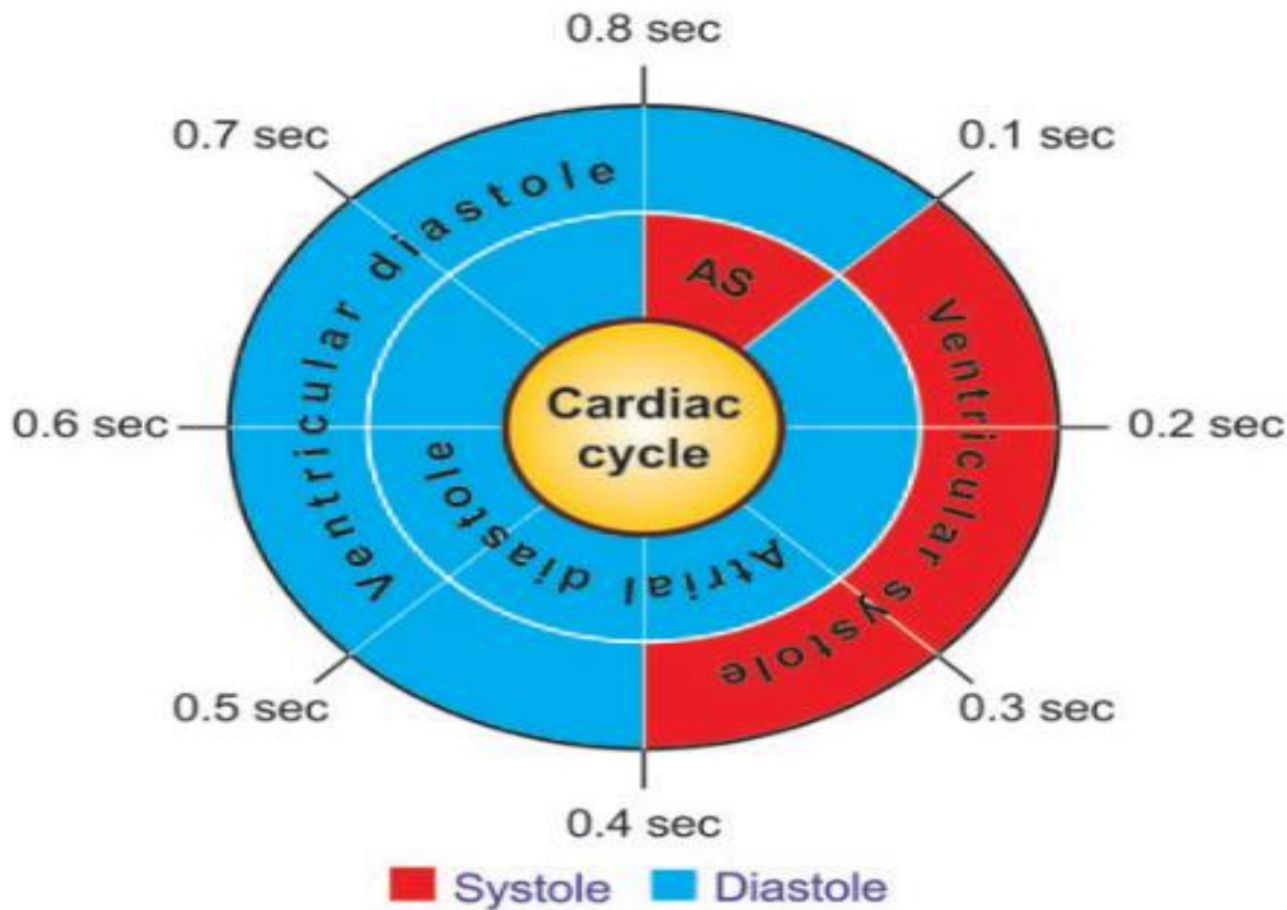 0.8 sec
0.7 sec
0.1 sec
Ventricular diastole
AS
Ventricular systole
Cardiac
cycle
0.6 sec
0.2 sec
Atrial diastole
0.5 sec
0.3 sec
0.4 sec
Systole
Diastole